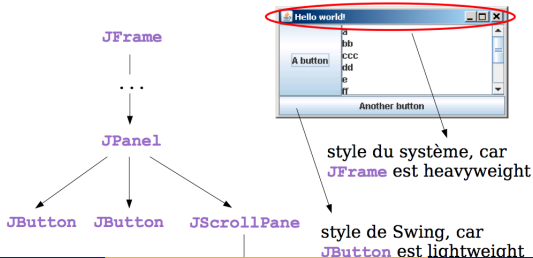 JFrame
...
JPanel
JButton JButton JScrollPane
Hello world!
A button
a
bb
ccc
dd
e
ff
Another button
style du système, car
JFrame est heavyweight
style de Swing, car
JButton est lightweight